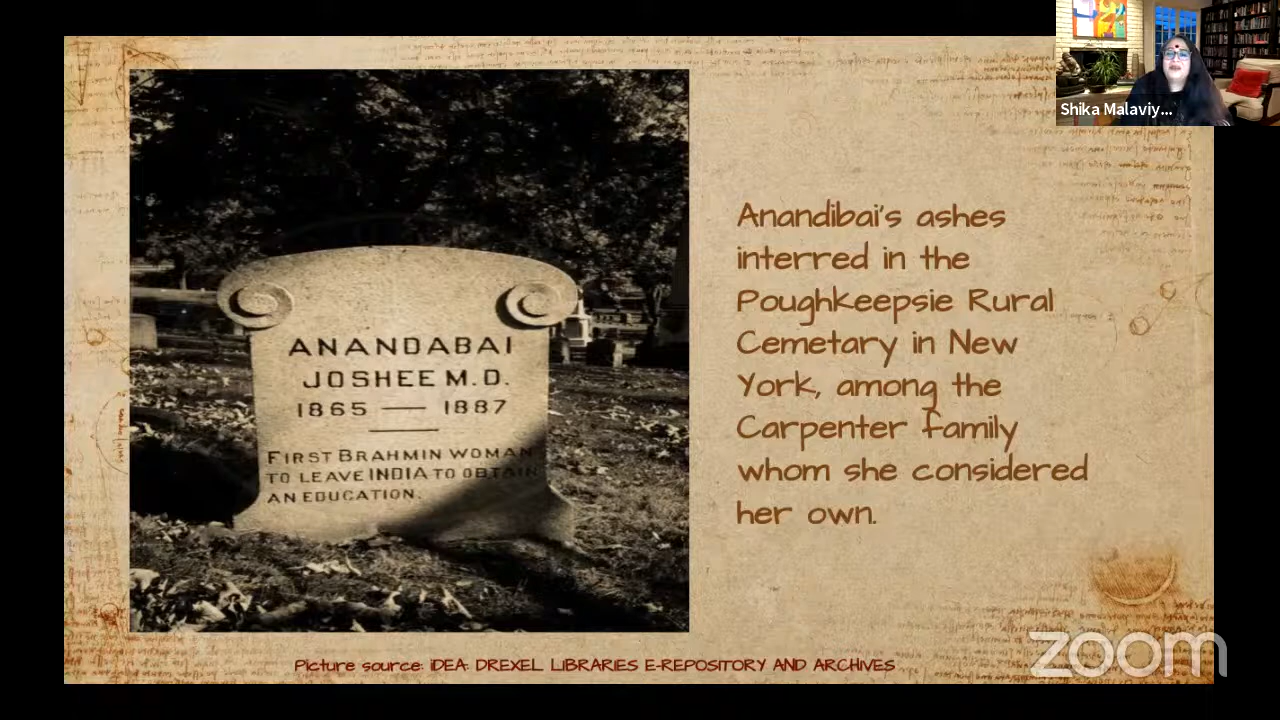 Shika Malaviy...
ANANDABAI
JOSHEE M.D.
1865 — 1887
FIRST BRAHMIN WOMAN
TO LEAVE INDIA TO OBTAIN
AN EDUCATION.
Anandibai's ashes
interred in the
Poughkeepsie Rural
Cemetary in New
York, among the
Carpenter family
whom she considered
her own.
Picture source: iDEA: DREXEL LIBRARIES E-REPOSITORY AND ARCHIVES
zoom